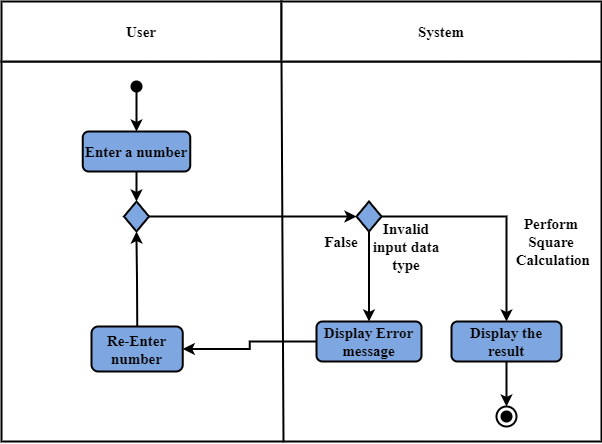 User
System
Enter a number
False
Invalid
input data
type
Perform
Square
Calculation
Re-Enter
number
Display Error
message
Display the
result